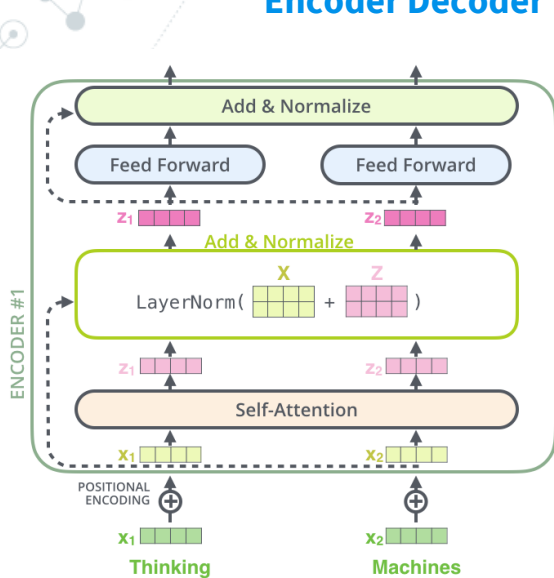 Encoder Decoder
Add & Normalize
Feed Forward
Feed Forward
z1
z2
Add & Normalize
X
Z
LayerNorm( + )
ENCODER #1
z1
z2
Self-Attention
x1
x2
POSITIONAL
ENCODING
x1
x2
Thinking
Machines